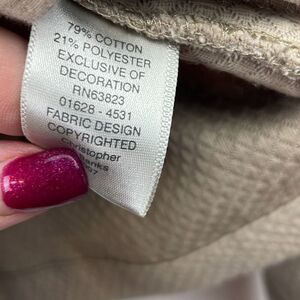 79% COTTON
21% POLYESTER
EXCLUSIVE OF
DECORATION
RN63823
01628 - 4531
FABRIC DESIGN
COPYRIGHTED
Christopher